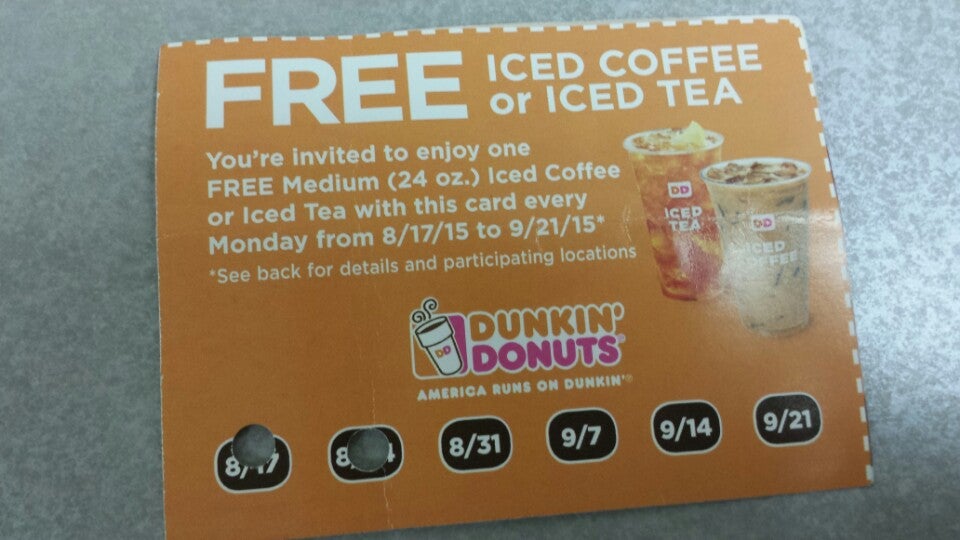 FREE ICED COFFEE
or ICED TEA
You're invited to enjoy one
FREE Medium (24 oz.) Iced Coffee
or Iced Tea with this card every
Monday from 8/17/15 to 9/21/15*
*See back for details and participating locations
DD
ICED
TEA
DD
ICED
COFFEE
DD
DUNKIN'
DONUTS
AMERICA RUNS ON DUNKIN'®
8/17 8/31 9/7 9/14 9/21